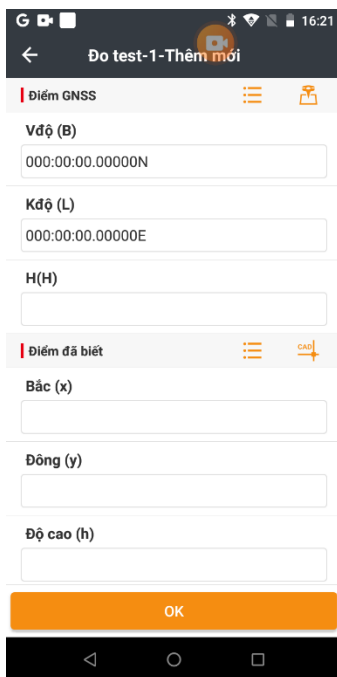 G 16:21
Đo test-1-Thêm mới
Điểm GNSS
Vđộ (B)
000:00:00.00000N
Kđộ (L)
000:00:00.00000E
H(H)
Điểm đã biết
CAD
Bắc (x)
Đông (y)
Độ cao (h)
OK